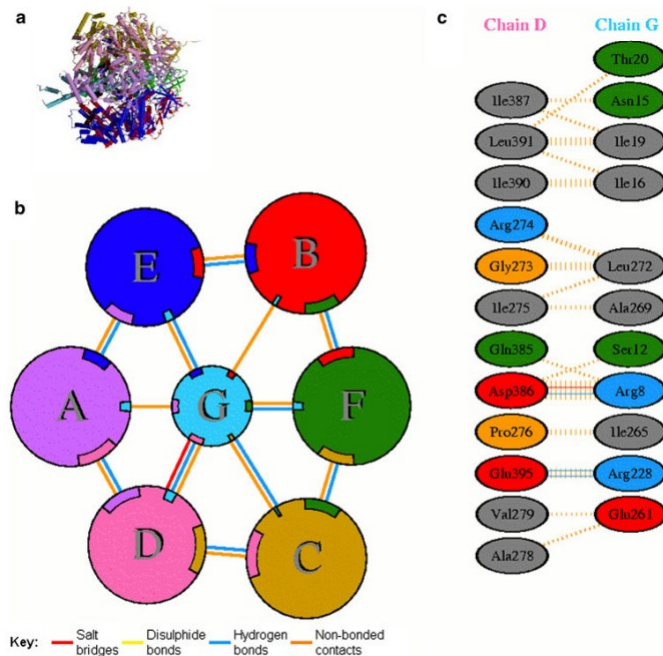 a
c
Chain D Chain G
Thr20
Ile387 Asn15
Leu391 Ile19
Ile390 Ile16
b
Arg274
Gly273 Leu272
Ile275 Ala269
Gln385 Ser12
Asp386 Arg8
Pro276 Ile265
Glu395 Arg228
Val279 Glu261
Ala278
E B
A G F
D C
Key: Salt bridges Disulphide bonds Hydrogen bonds Non-bonded contacts